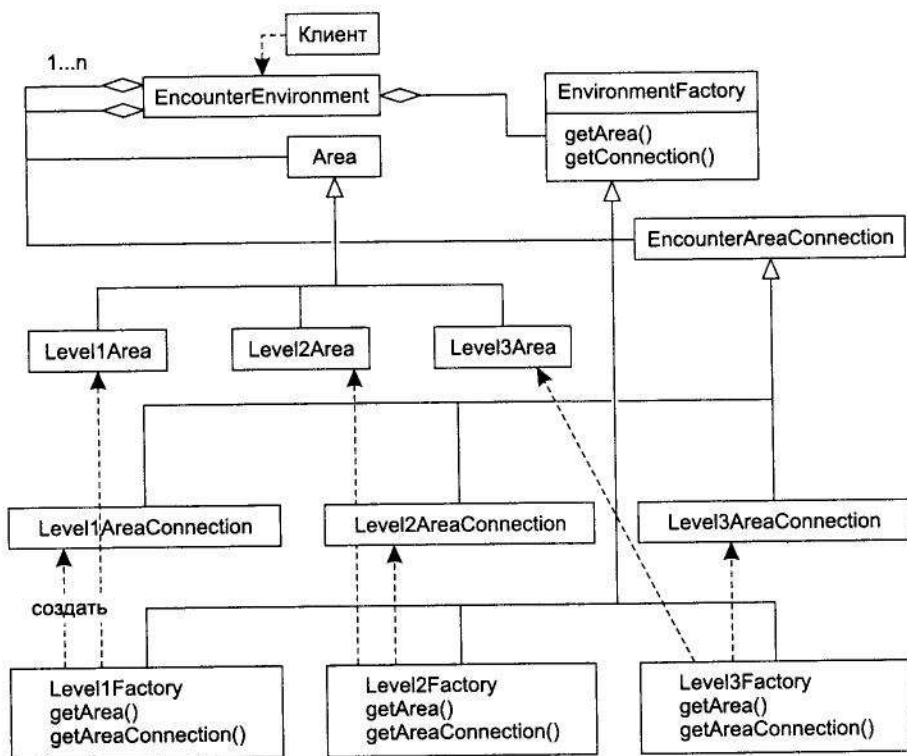 Клиент
1...n
EncounterEnvironment
EnvironmentFactory
getArea()
getConnection()
Area
EncounterAreaConnection
Level1Area
Level2Area
Level3Area
Level1AreaConnection
Level2AreaConnection
Level3AreaConnection
создать
Level1Factory
getArea()
getAreaConnection()
Level2Factory
getArea()
getAreaConnection()
Level3Factory
getArea()
getAreaConnection()